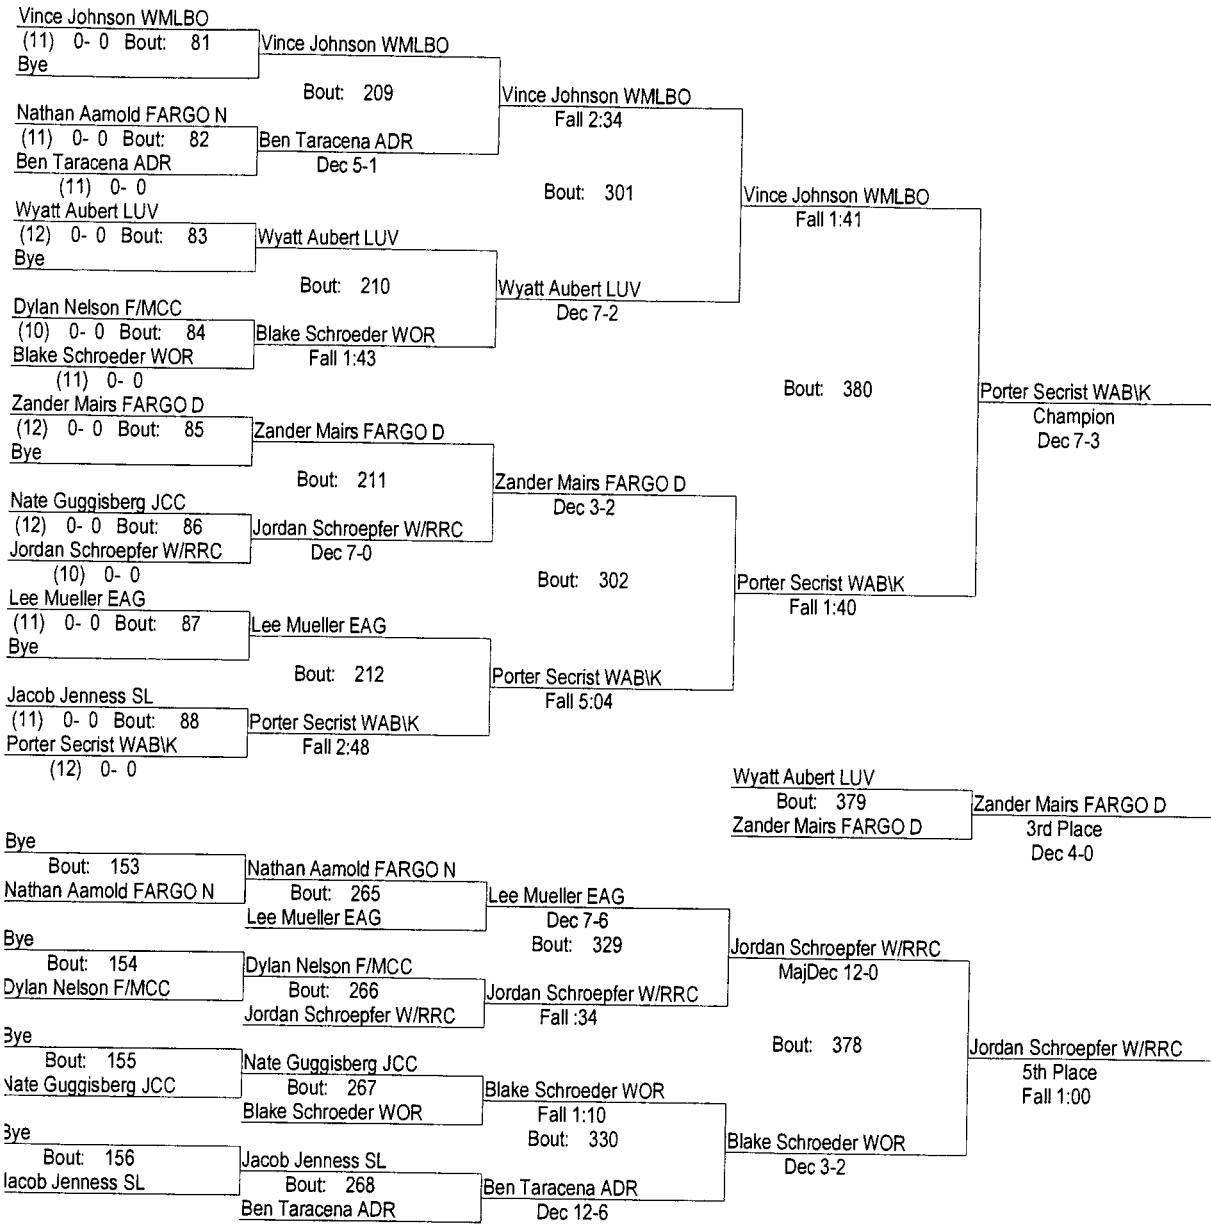 Vince Johnson WMLBO
(11) 0- 0 Bout: 81
Bye
Vince Johnson WMLBO
Bout: 209
Nathan Aamold FARGO N
(11) 0- 0 Bout: 82
Ben Taracena ADR
(11) 0- 0
Ben Taracena ADR
Dec 5-1
Vince Johnson WMLBO
Fall 2:34
Bout: 301
Wyatt Aubert LUV
(12) 0- 0 Bout: 83
Bye
Wyatt Aubert LUV
Bout: 210
Dylan Nelson F/MCC
(10) 0- 0 Bout: 84
Blake Schroeder WOR
(11) 0- 0
Blake Schroeder WOR
Fall 1:43
Wyatt Aubert LUV
Dec 7-2
Vince Johnson WMLBO
Fall 1:41
Bout: 380
Zander Mairs FARGO D
(12) 0- 0 Bout: 85
Bye
Zander Mairs FARGO D
Bout: 211
Nate Guggisberg JCC
(12) 0- 0 Bout: 86
Jordan Schroepfer W/RRC
(10) 0- 0
Jordan Schroepfer W/RRC
Dec 7-0
Zander Mairs FARGO D
Dec 3-2
Bout: 302
Lee Mueller EAG
(11) 0- 0 Bout: 87
Bye
Lee Mueller EAG
Bout: 212
Jacob Jenness SL
(11) 0- 0 Bout: 88
Porter Secrist WAB\K
(12) 0- 0
Porter Secrist WAB\K
Fall 2:48
Porter Secrist WAB\K
Fall 5:04
Porter Secrist WAB\K
Fall 1:40
Porter Secrist WAB\K
Champion
Dec 7-3
Wyatt Aubert LUV
Bout: 379
Zander Mairs FARGO D
Zander Mairs FARGO D
3rd Place
Dec 4-0
Bye
Bout: 153
Nathan Aamold FARGO N
Nathan Aamold FARGO N
Bout: 265
Lee Mueller EAG
Lee Mueller EAG
Dec 7-6
Bout: 329
Bye
Bout: 154
Dylan Nelson F/MCC
Dylan Nelson F/MCC
Bout: 266
Jordan Schroepfer W/RRC
Jordan Schroepfer W/RRC
Fall :34
Jordan Schroepfer W/RRC
MajDec 12-0
Bout: 378
Bye
Bout: 155
Nate Guggisberg JCC
Nate Guggisberg JCC
Bout: 267
Blake Schroeder WOR
Blake Schroeder WOR
Fall 1:10
Bout: 330
Bye
Bout: 156
Jacob Jenness SL
Jacob Jenness SL
Bout: 268
Ben Taracena ADR
Ben Taracena ADR
Dec 12-6
Blake Schroeder WOR
Dec 3-2
Jordan Schroepfer W/RRC
5th Place
Fall 1:00